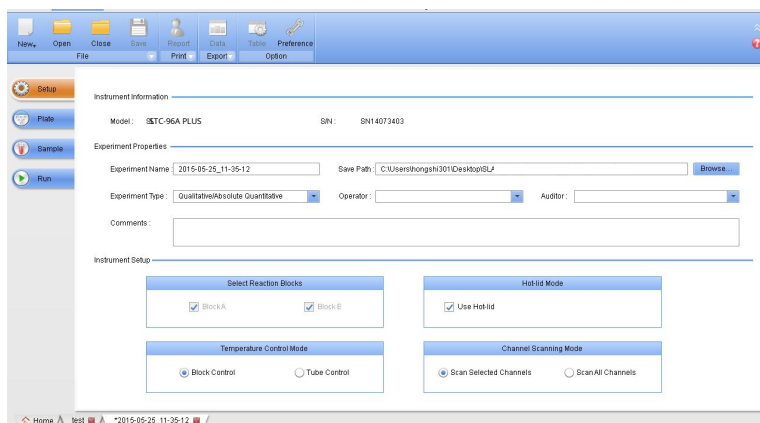 New Open Close Save Report Data Table Preference
File Print Export Option
Setup
Plate
Sample
Run
Instrument Information
Model : SSTC-96A PLUS S/N : SN14073403
Experiment Properties
Experiment Name : 2015-05-25_11-35-12 Save Path : C:\Users\hongshi301\Desktop\SLA Browse...
Experiment Type : Qualitative/Absolute Quantitative Operator : Auditor :
Comments :
Instrument Setup
Select Reaction Blocks Hot-lid Mode
Block A Block E Use Hot-lid
Temperature Control Mode Channel Scanning Mode
Block Control Tube Control Scan Selected Channels Scan All Channels
Home test *2015-05-25_11-35-12